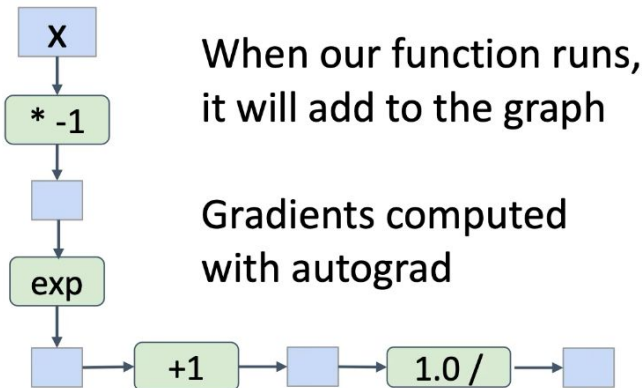 X
When our function runs,
it will add to the graph
* -1
Gradients computed
with autograd
exp
+1
1.0 /